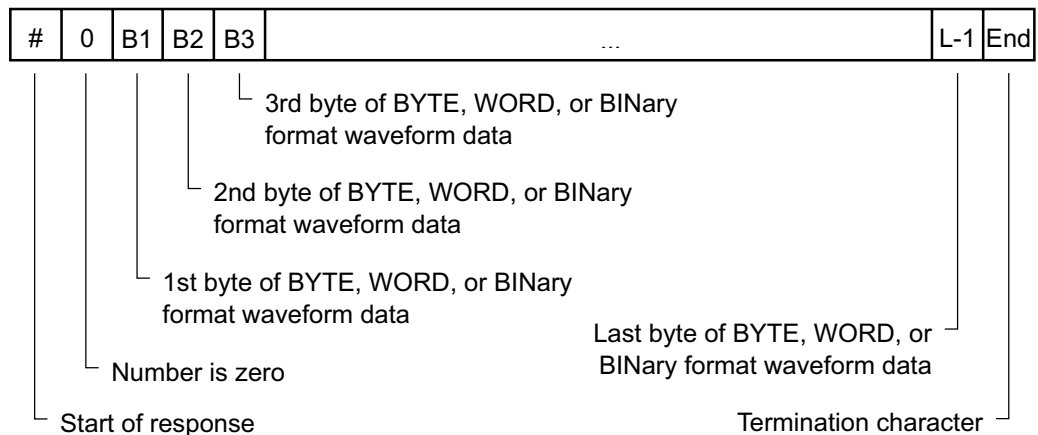 # 0 B1 B2 B3 ... L-1 End
3rd byte of BYTE, WORD, or BINary
format waveform data
2nd byte of BYTE, WORD, or BINary
format waveform data
1st byte of BYTE, WORD, or BINary
format waveform data
Last byte of BYTE, WORD, or
BINary format waveform data
Number is zero
Start of response
Termination character